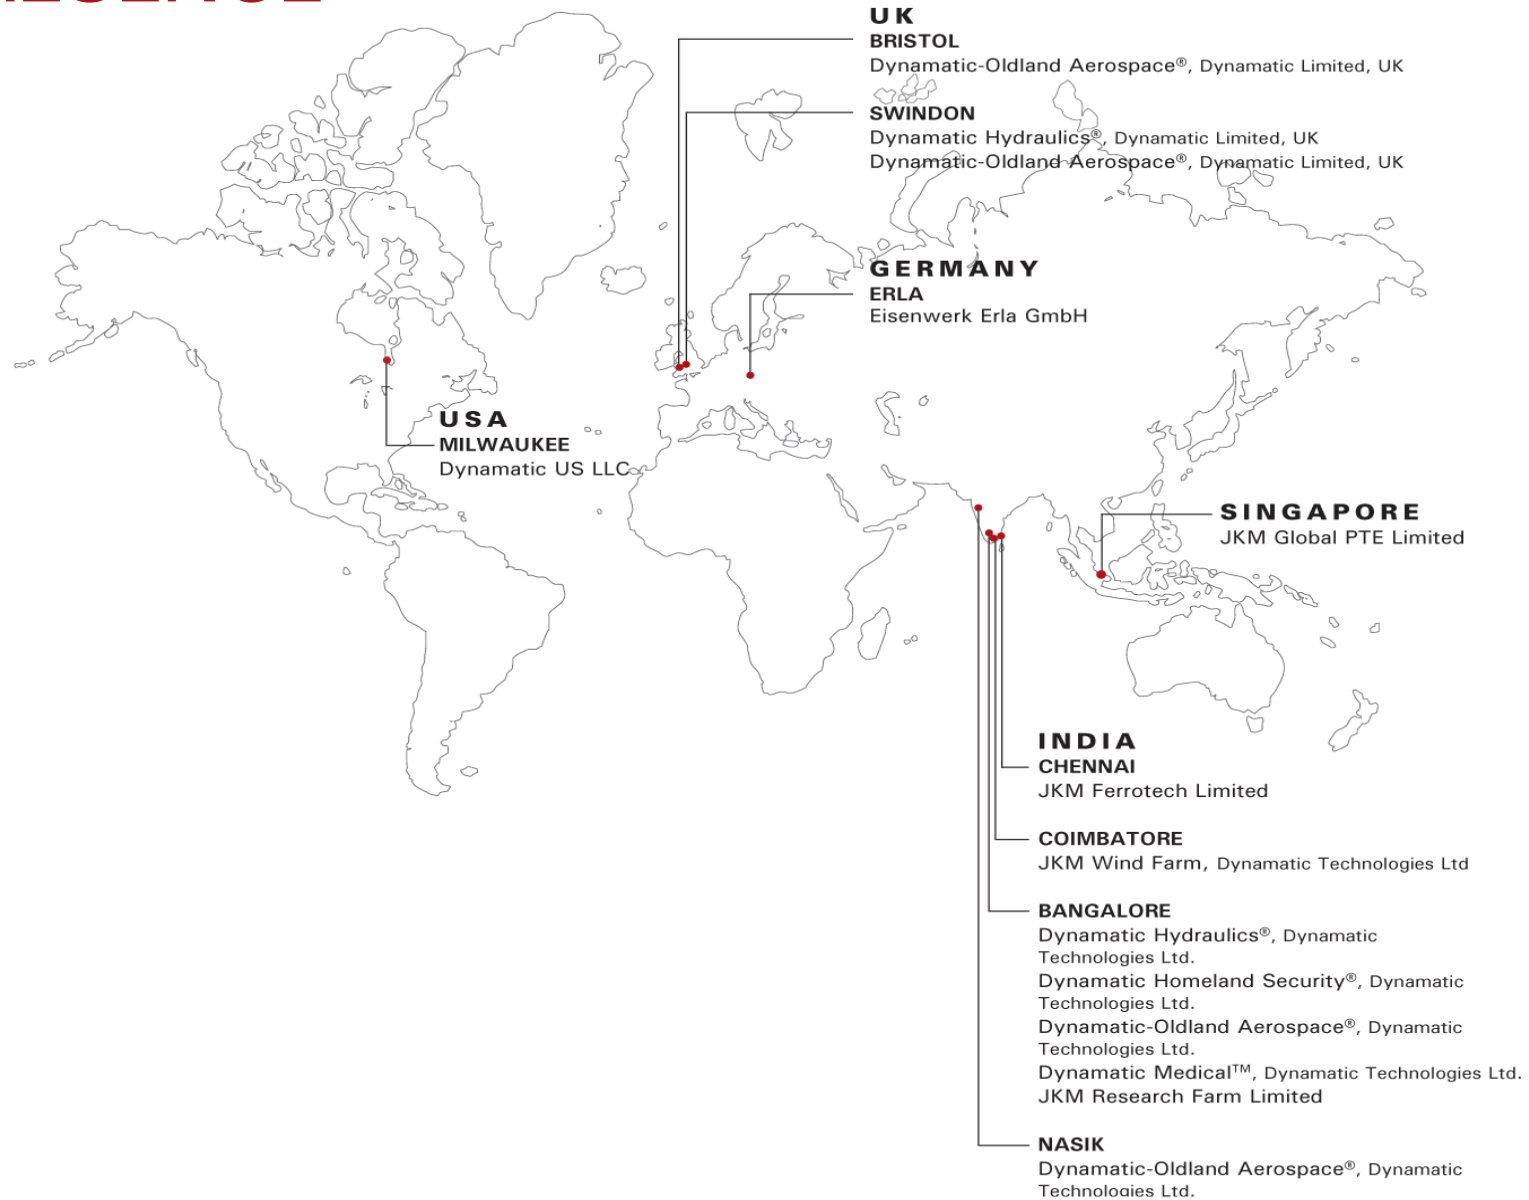 UK
BRISTOL
Dynamatic-Oldland Aerospace®, Dynamatic Limited, UK
SWINDON
Dynamatic Hydraulics®, Dynamatic Limited, UK
Dynamatic-Oldland Aerospace®, Dynamatic Limited, UK
GERMANY
ERLA
Eisenwerk Erla GmbH
USA
MILWAUKEE
Dynamatic US LLC
SINGAPORE
JKM Global PTE Limited
INDIA
CHENNAI
JKM Ferrotech Limited
COIMBATORE
JKM Wind Farm, Dynamatic Technologies Ltd
BANGALORE
Dynamatic Hydraulics®, Dynamatic
Technologies Ltd.
Dynamatic Homeland Security®, Dynamatic
Technologies Ltd.
Dynamatic-Oldland Aerospace®, Dynamatic
Technologies Ltd.
Dynamatic Medical™, Dynamatic Technologies Ltd.
JKM Research Farm Limited
NASIK
Dynamatic-Oldland Aerospace®, Dynamatic
Technologies Ltd.